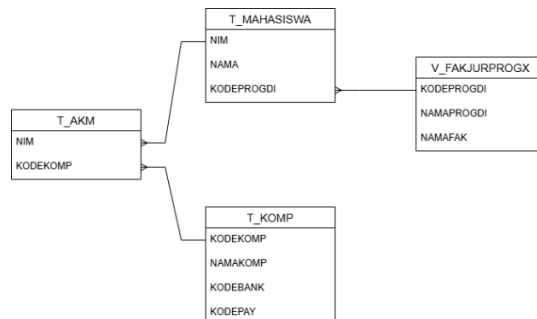 T_MAHASISWA
NIM
NAMA
KODEPROGDI
V_FAKJURPROGX
KODEPROGDI
NAMAPROGDI
NAMAFAK
T_AKM
NIM
KODEKOMP
T_KOMP
KODEKOMP
NAMAKOMP
KODEBANK
KODEPAY